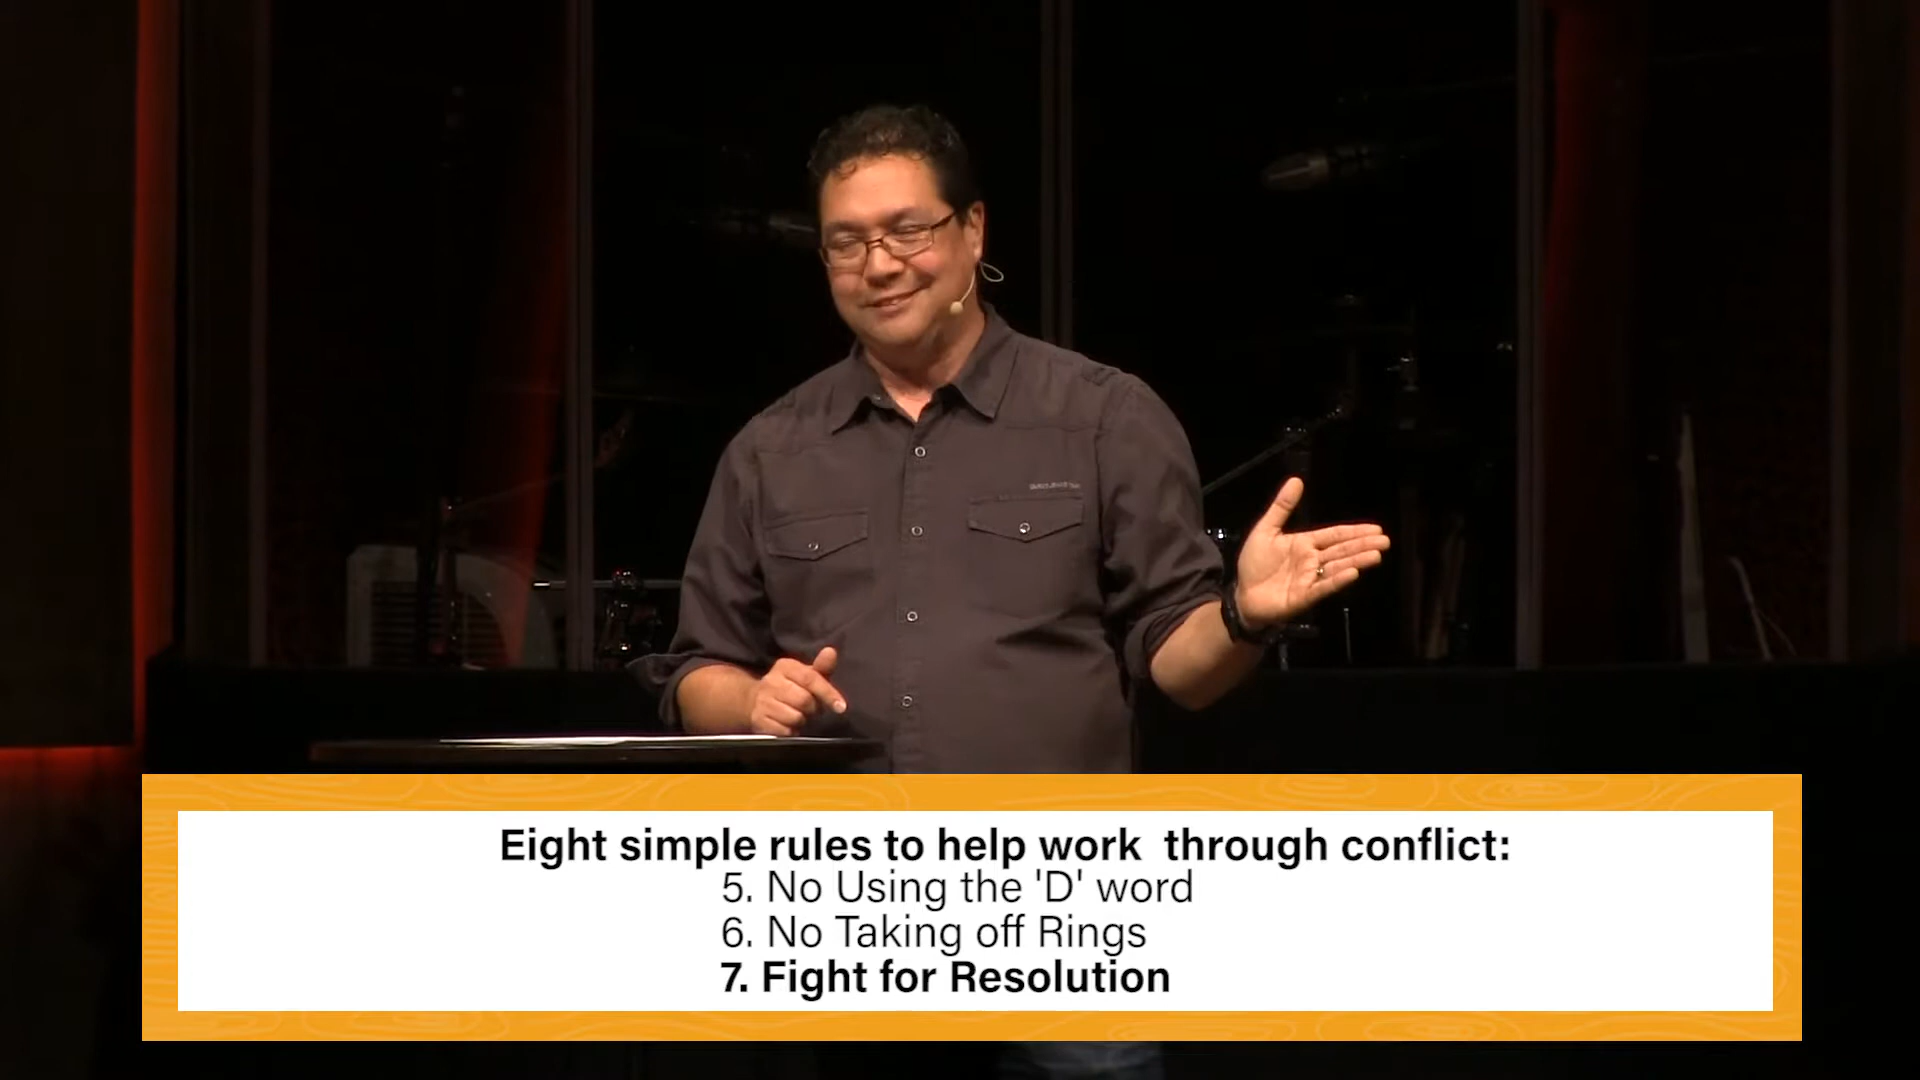 Eight simple rules to help work  through conflict:
5. No Using the 'D' word
6. No Taking off Rings
7. Fight for Resolution